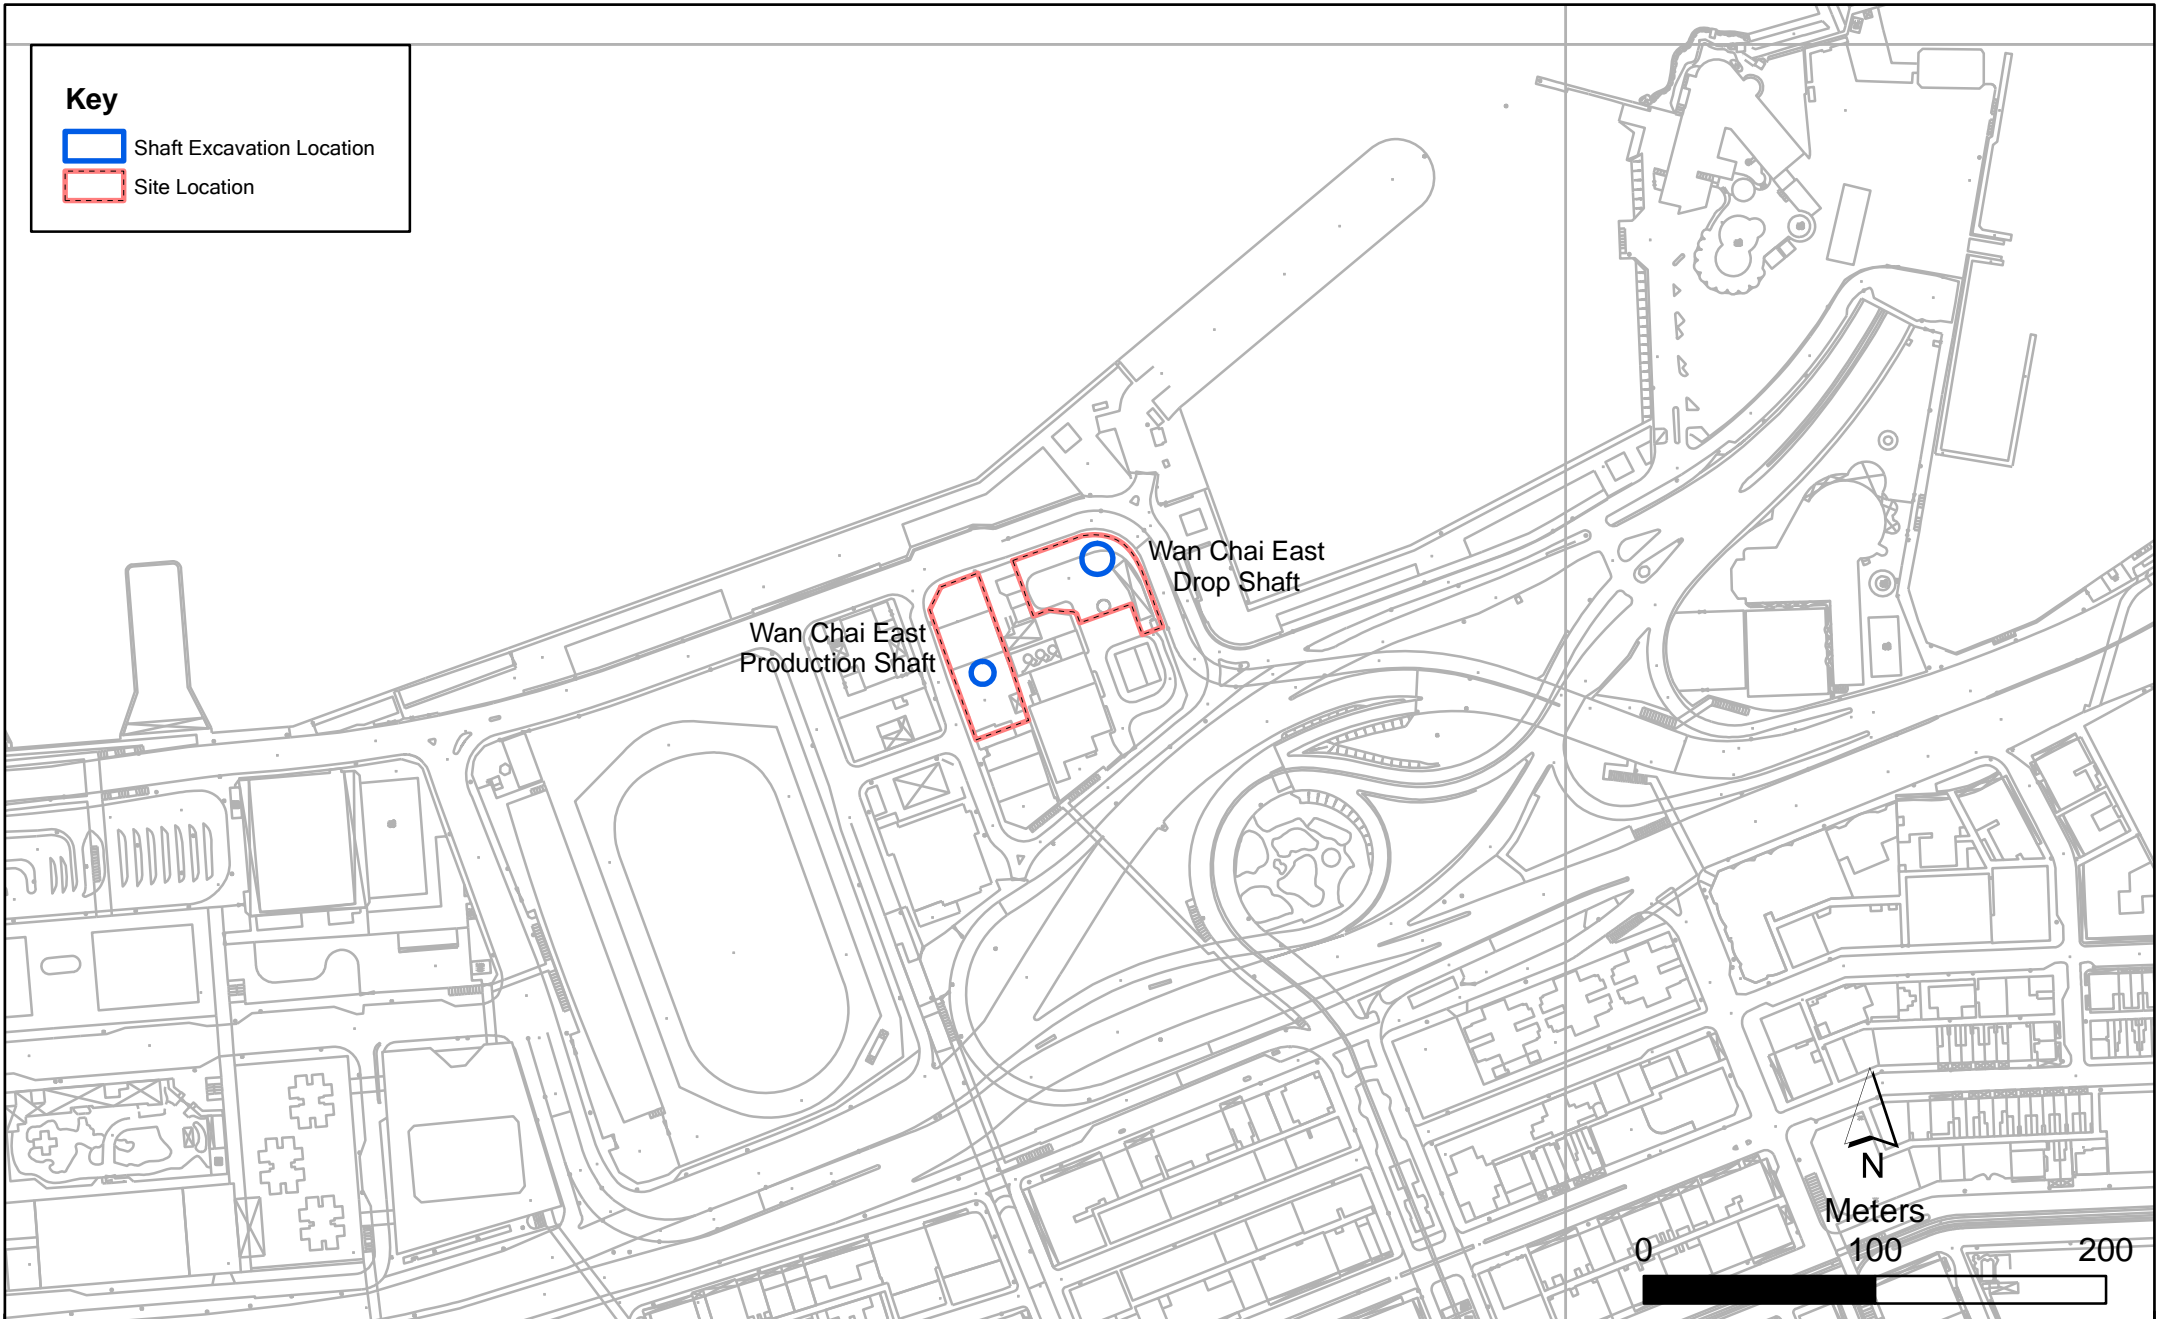 Key
Shaft Excavation Location
Site Location
Wan Chai East
Drop Shaft
Wan Chai East
Production Shaft
N
Meters
0 100 200